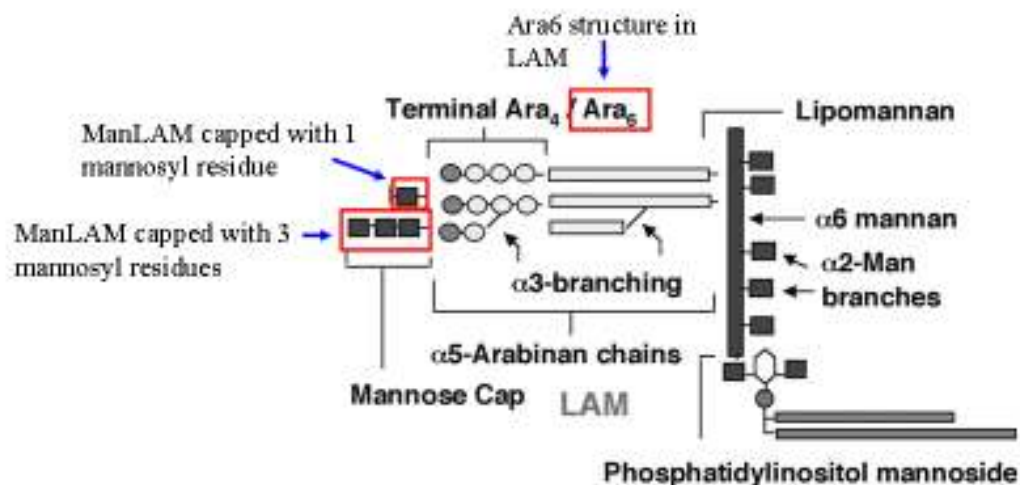 Ara6 structure in
LAM
Terminal Ara₄ / Ara₆
Lipomannan
ManLAM capped with 1
mannosyl residue
ManLAM capped with 3
mannosyl residues
α6 mannan
α2-Man
branches
α3-branching
α5-Arabinan chains
Mannose Cap
LAM
Phosphatidylinositol mannoside